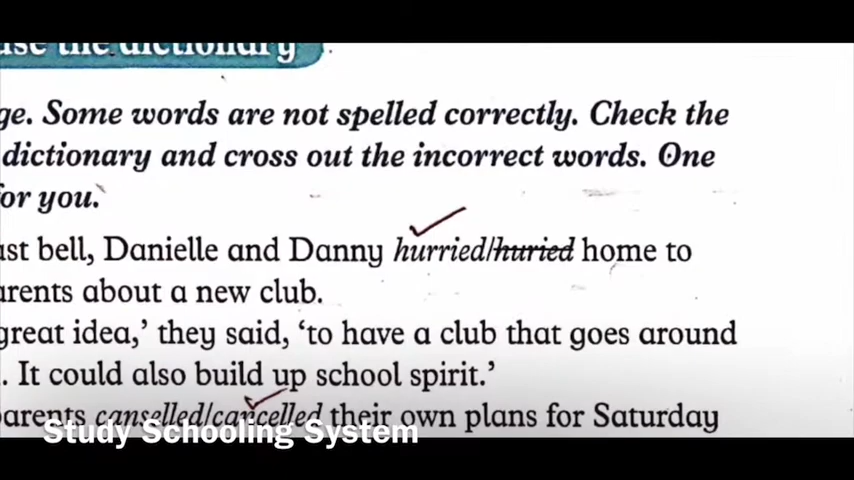 use the dictionary
ge. Some words are not spelled correctly. Check the
dictionary and cross out the incorrect words. One
for you.
ast bell, Danielle and Danny hurried/huried home to
arents about a new club.
great idea,’ they said, ‘to have a club that goes around
. It could also build up school spirit.’
parents canselled/cancelled their own plans for Saturday
Study Schooling System